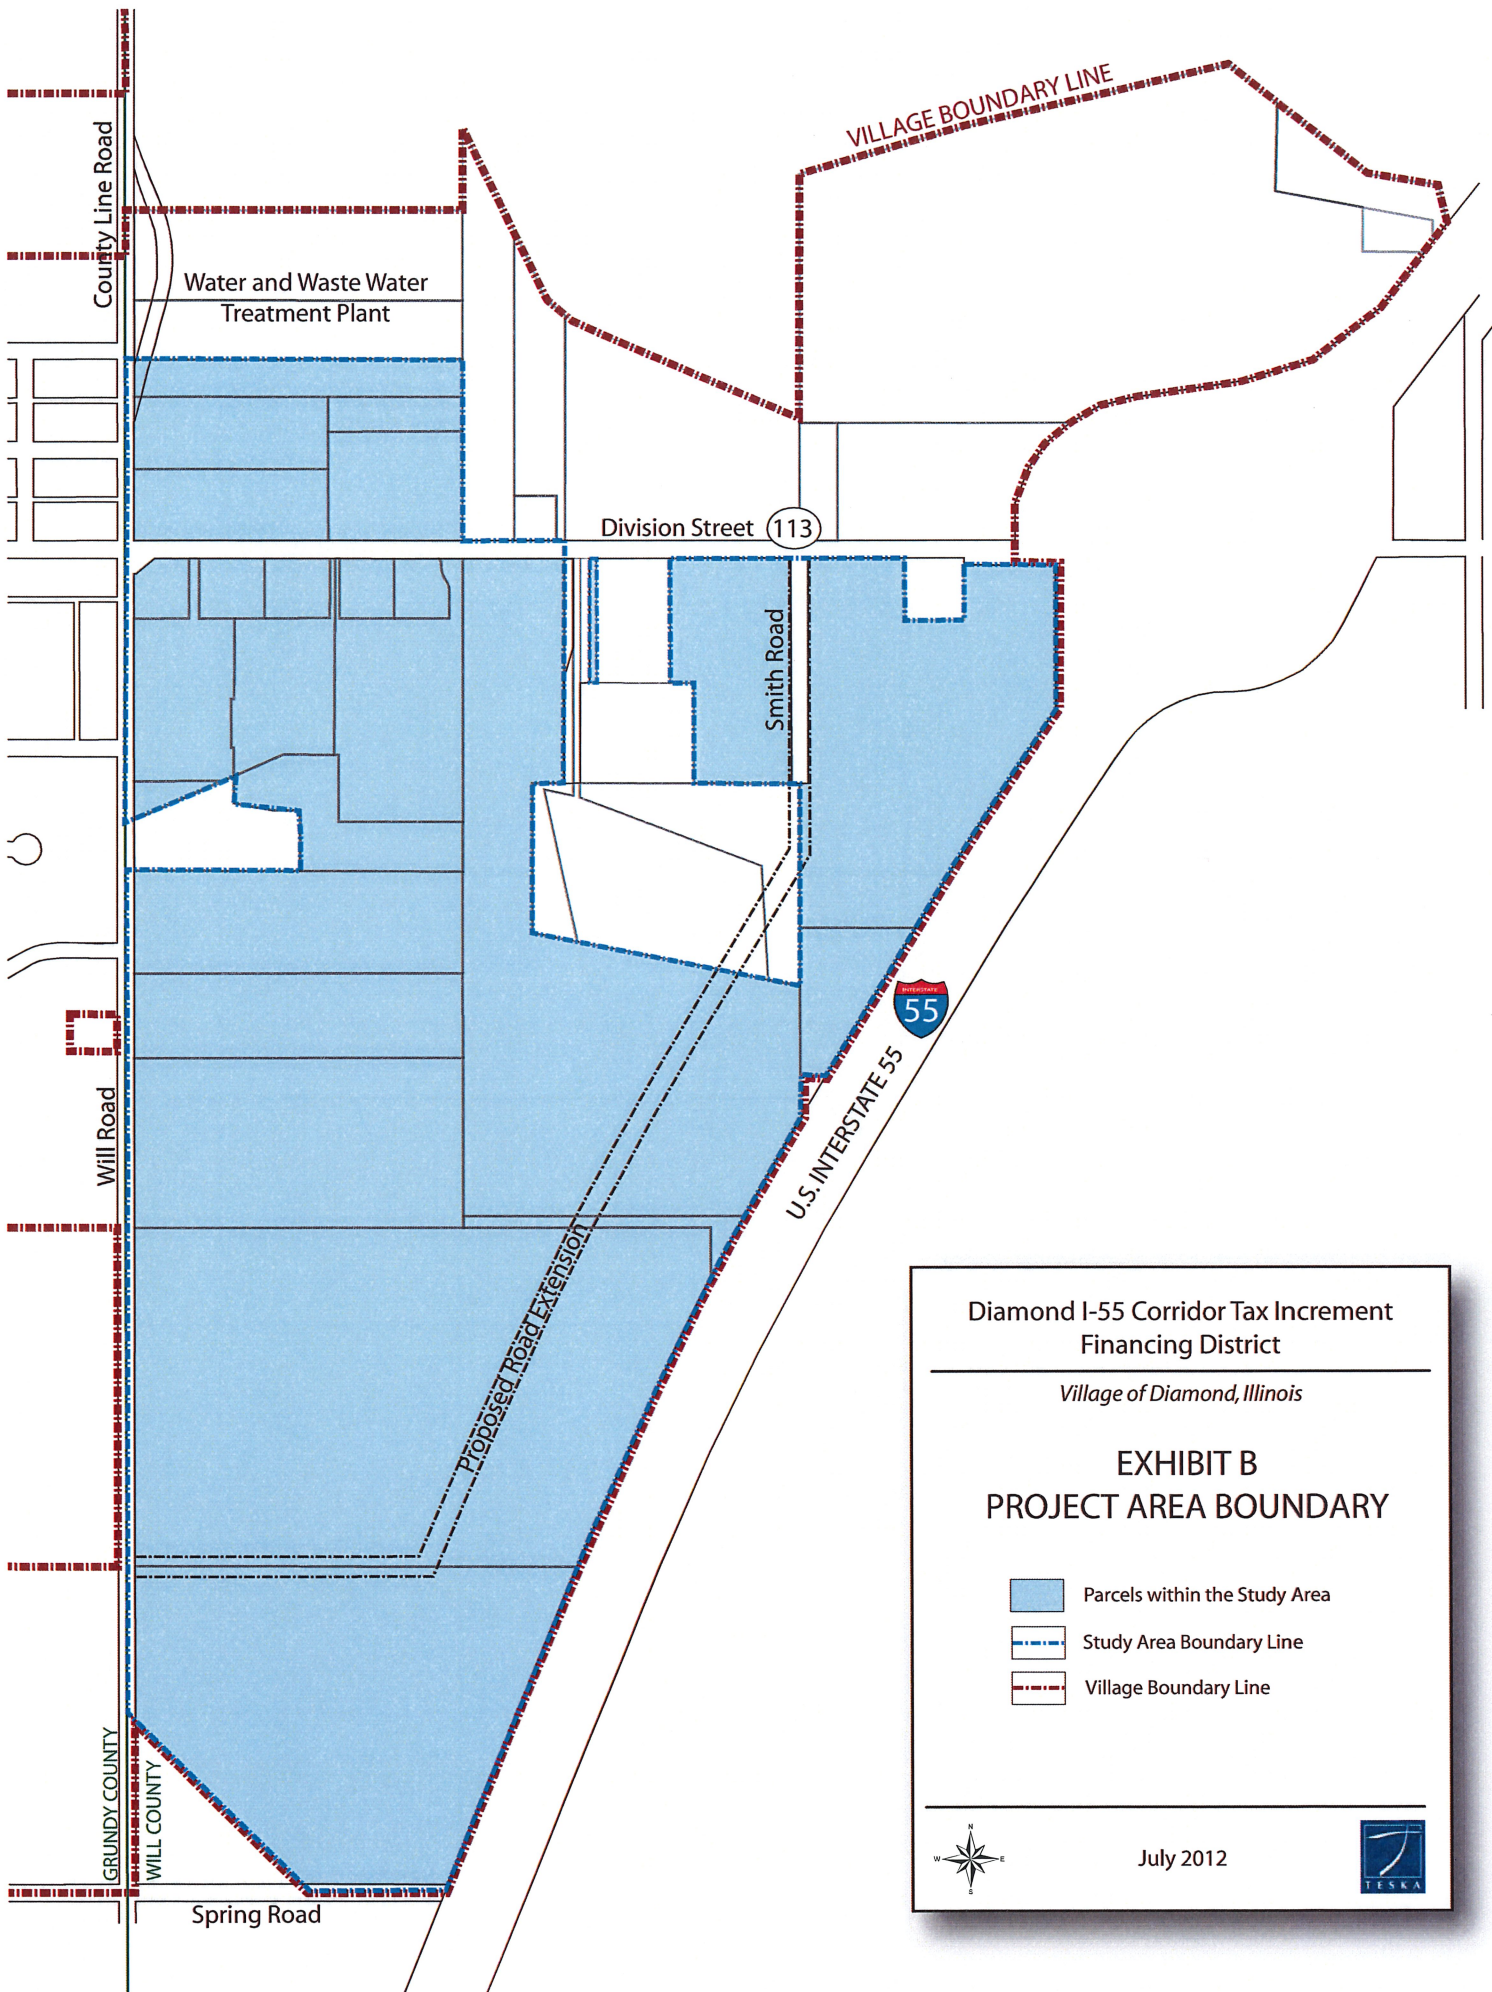 VILLAGE BOUNDARY LINE
County Line Road
Water and Waste Water
Treatment Plant
Division Street 113
Smith Road
INTERSTATE
55
U.S. INTERSTATE 55
Will Road
Proposed Road Extension
GRUNDY COUNTY
WILL COUNTY
Spring Road
Diamond I-55 Corridor Tax Increment
Financing District
Village of Diamond, Illinois
EXHIBIT B
PROJECT AREA BOUNDARY
Parcels within the Study Area
Study Area Boundary Line
Village Boundary Line
N
W E
S
July 2012
TESKA